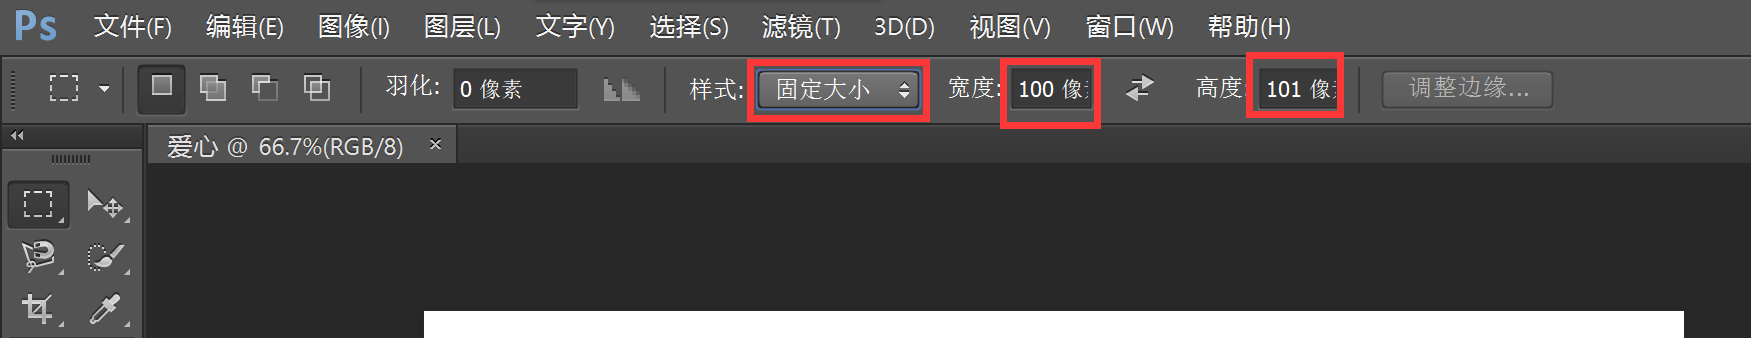 Ps 文件(F) 编辑(E) 图像(I) 图层(L) 文字(Y) 选择(S) 滤镜(T) 3D(D) 视图(V) 窗口(W) 帮助(H)
羽化: 0 像素 样式: 固定大小 宽度: 100 像 高度: 101 像 调整边缘...
爱心 @ 66.7%(RGB/8) ×